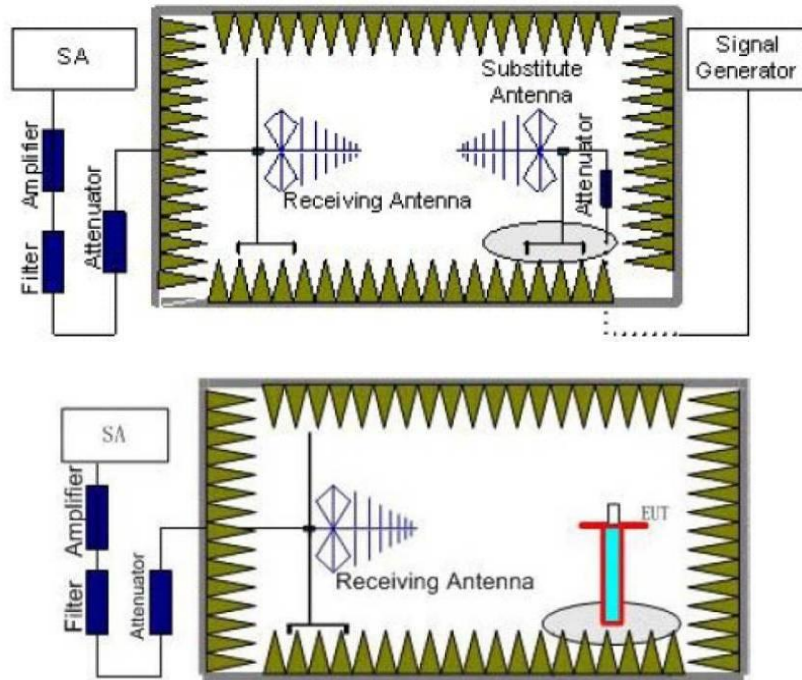 SA
Signal
Generator
Substitute
Antenna
Amplifier
Attenuator
Attenuator
Receiving Antenna
Filter
SA
Amplifier
EUT
Receiving Antenna
Filter
Attenuator